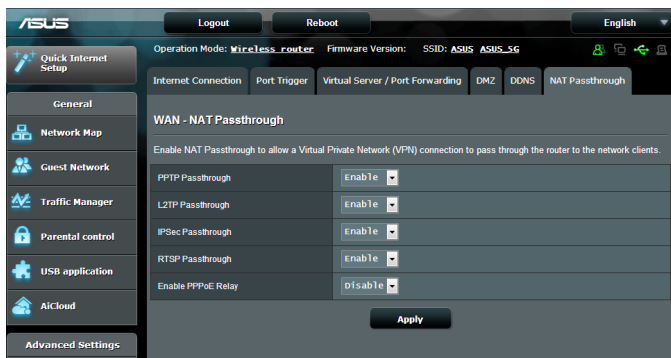 ASUS
Logout
Reboot
English
Quick Internet Setup
Operation Mode: Wireless router Firmware Version: SSID: ASUS ASUS_5G
Internet Connection
Port Trigger
Virtual Server / Port Forwarding
DMZ
DDNS
NAT Passthrough
General
Network Map
Guest Network
Traffic Manager
Parental control
USB application
AiCloud
Advanced Settings
WAN - NAT Passthrough
Enable NAT Passthrough to allow a Virtual Private Network (VPN) connection to pass through the router to the network clients.
PPTP Passthrough Enable
L2TP Passthrough Enable
IPSec Passthrough Enable
RTSP Passthrough Enable
Enable PPPoE Relay Disable
Apply